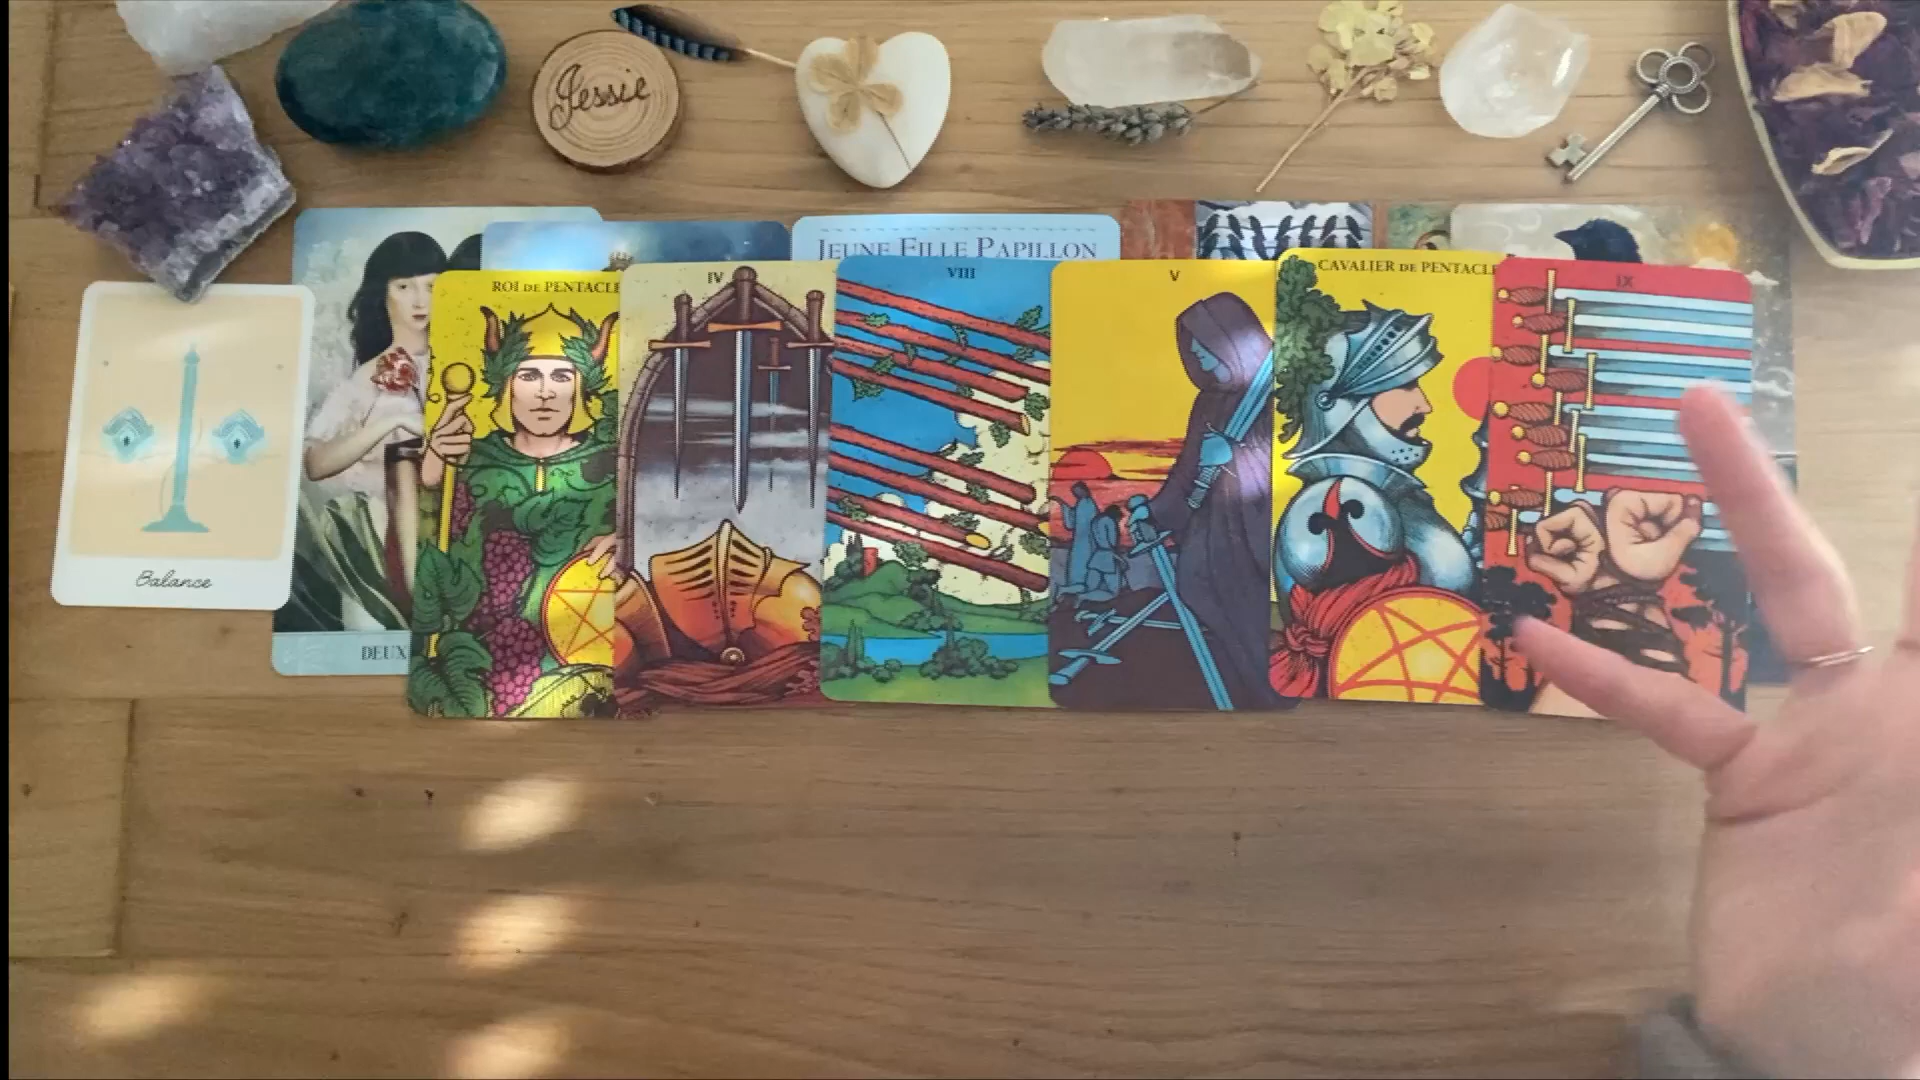 Jessie
JEUNE FILLE PAPILLON
VIII
CAVALIER DE PENTACLE
V
IV
IX
ROI DE PENTACLE
Balance
DEUX